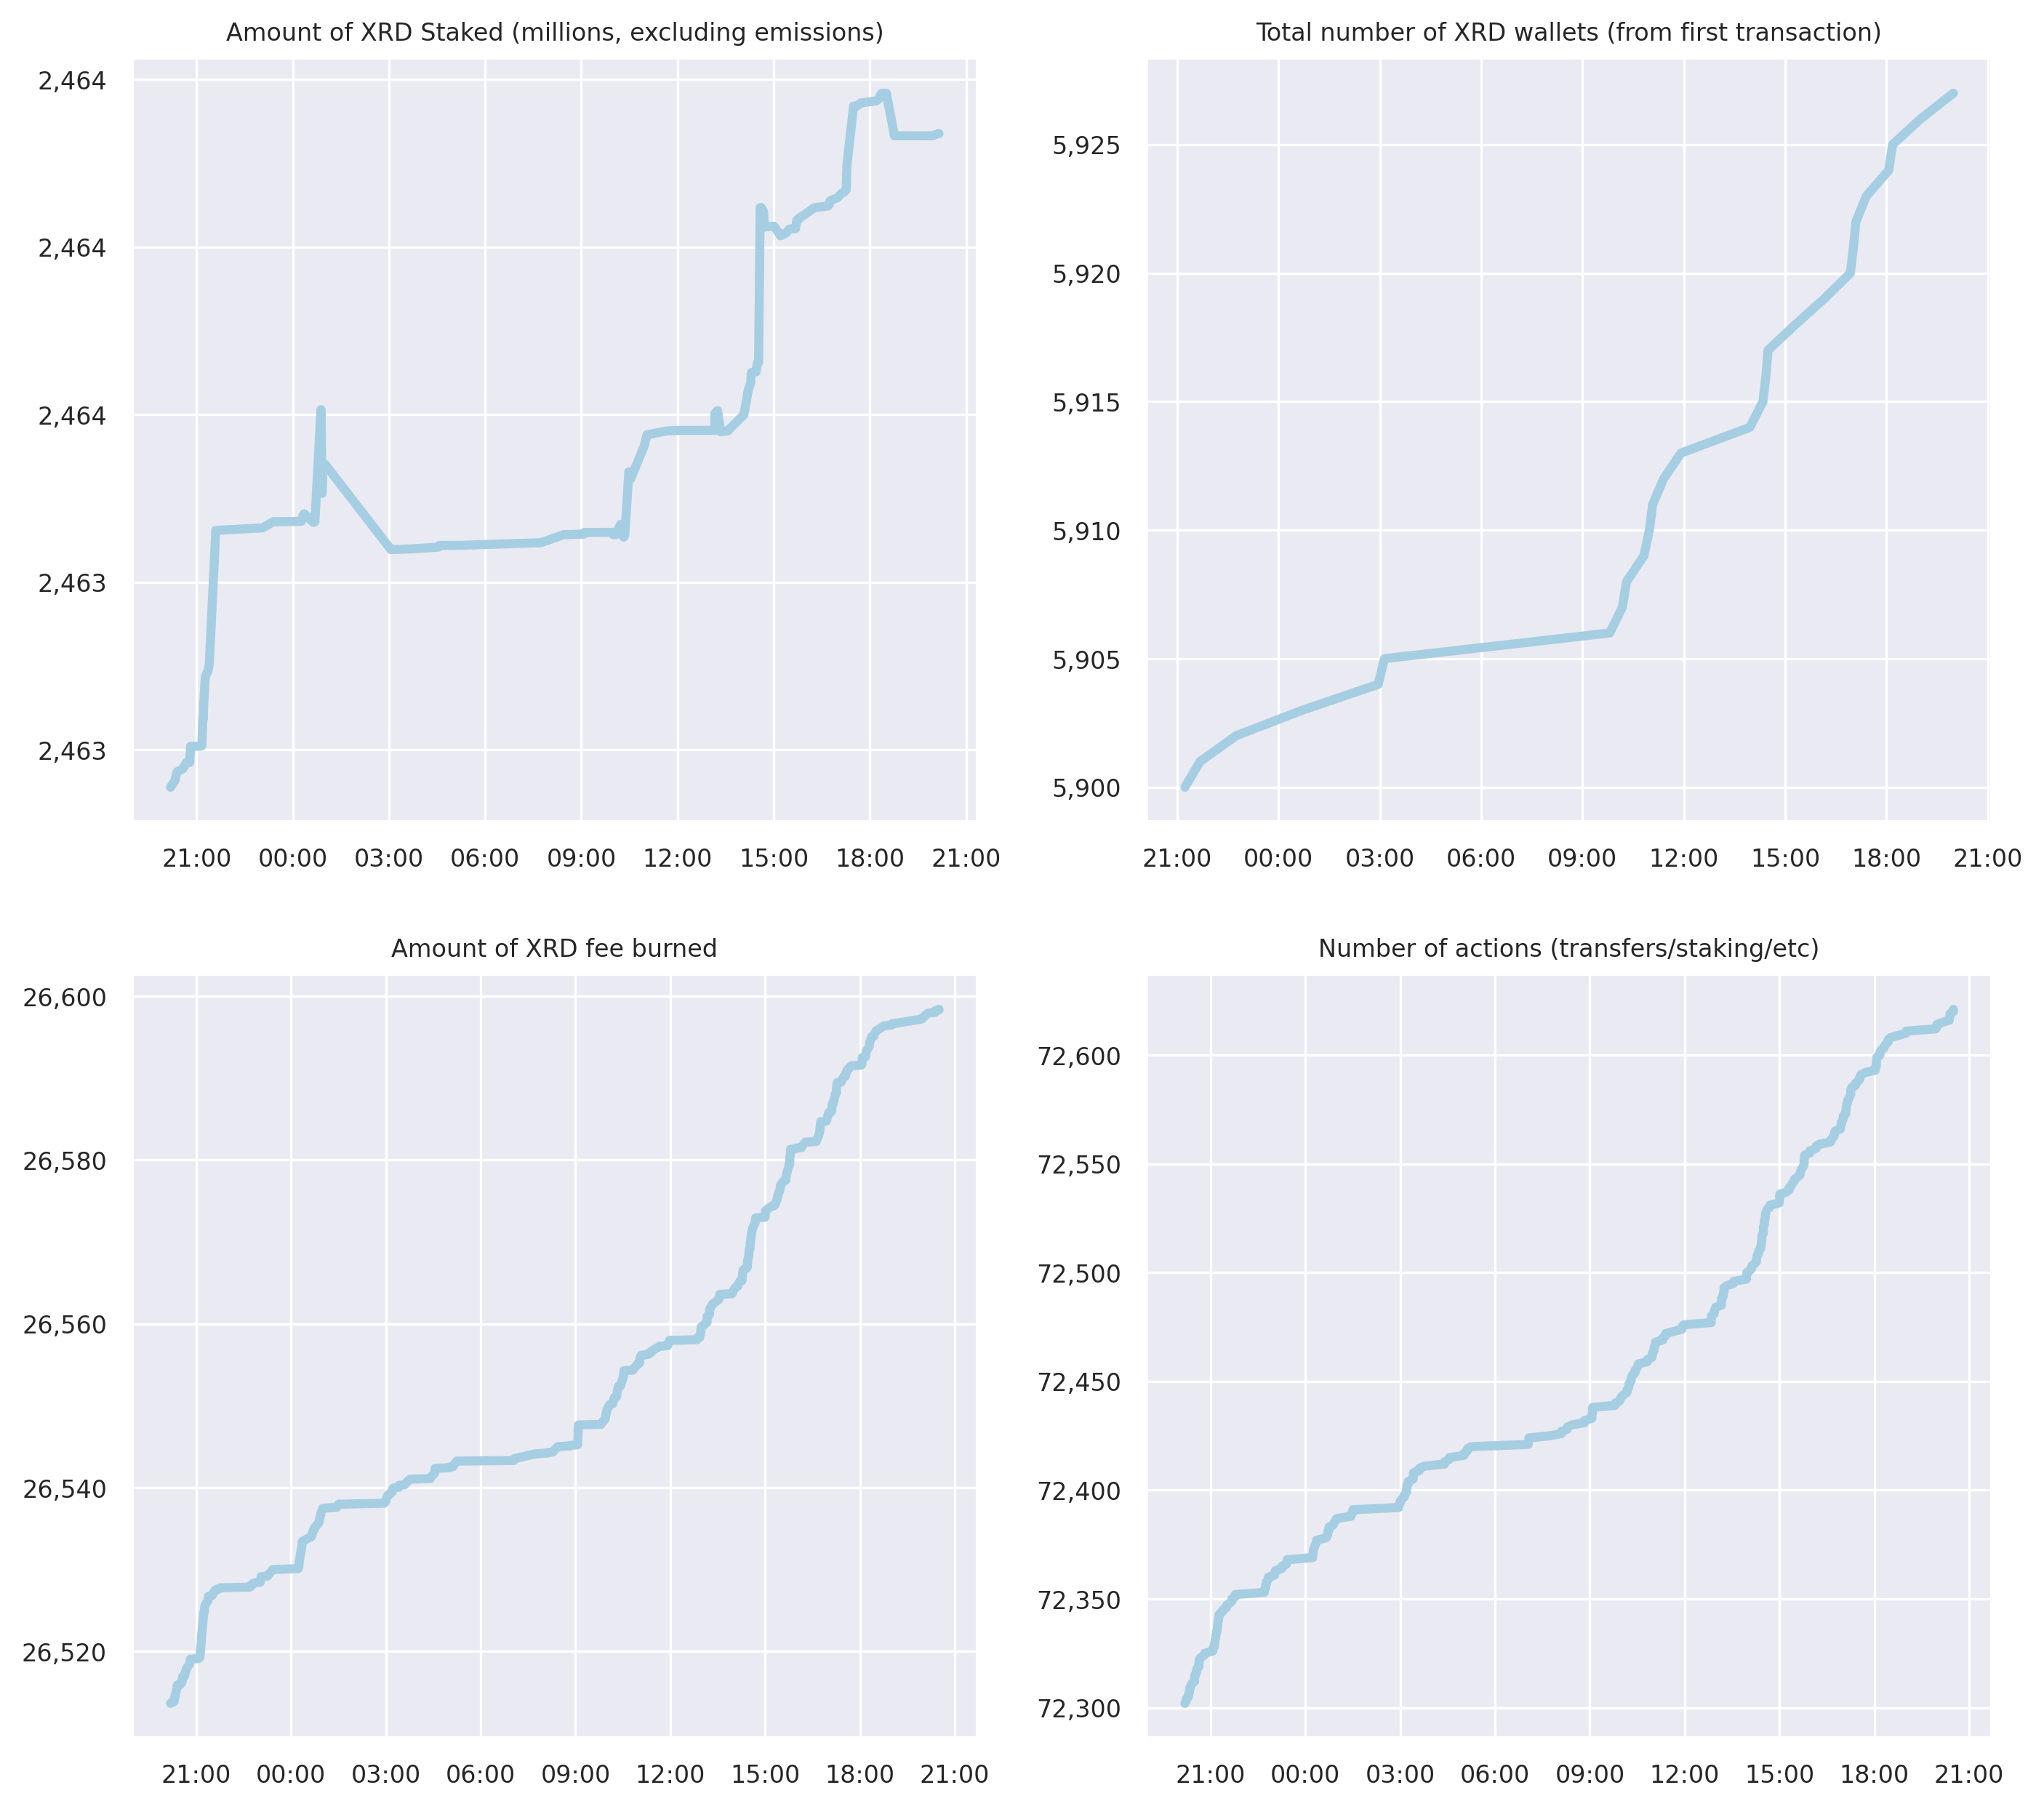 Amount of XRD Staked (millions, excluding emissions)
2,464
2,464
2,464
2,463
2,463
21:00 00:00 03:00 06:00 09:00 12:00 15:00 18:00 21:00
Total number of XRD wallets (from first transaction)
5,925
5,920
5,915
5,910
5,905
5,900
21:00 00:00 03:00 06:00 09:00 12:00 15:00 18:00 21:00
Amount of XRD fee burned
26,600
26,580
26,560
26,540
26,520
21:00 00:00 03:00 06:00 09:00 12:00 15:00 18:00 21:00
Number of actions (transfers/staking/etc)
72,600
72,550
72,500
72,450
72,400
72,350
72,300
21:00 00:00 03:00 06:00 09:00 12:00 15:00 18:00 21:00